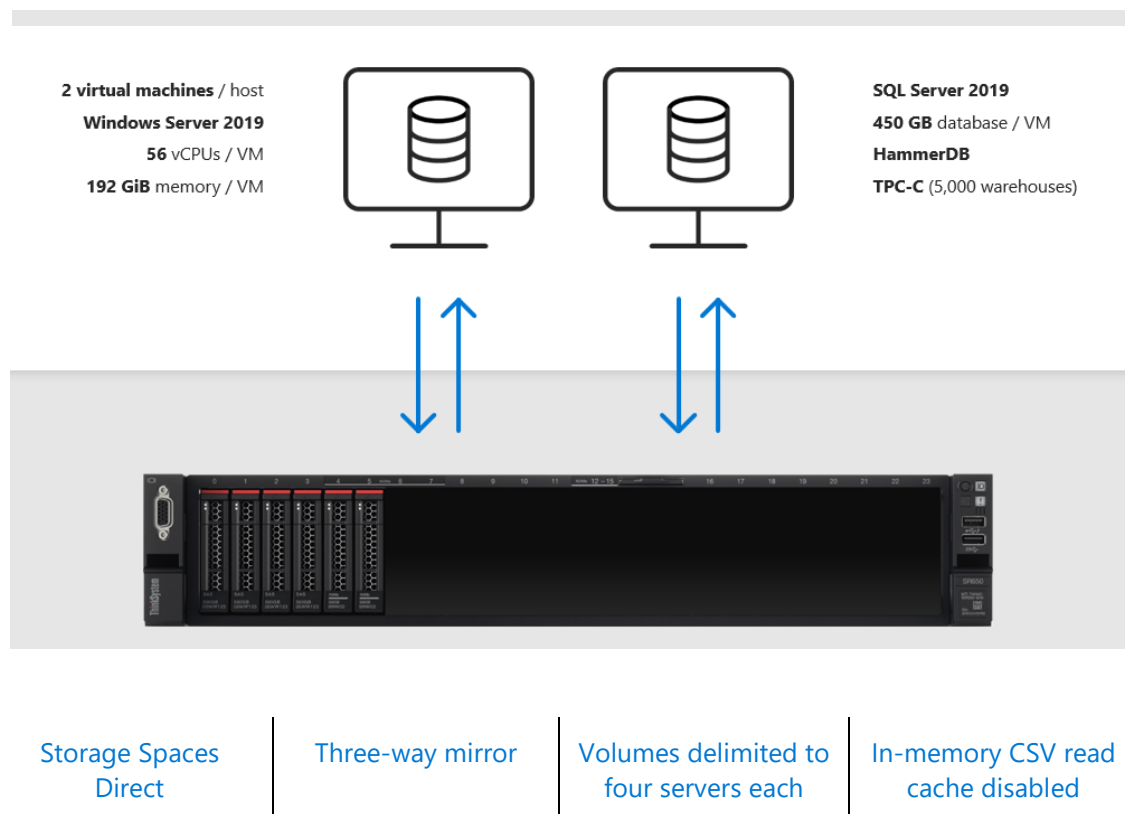 2 virtual machines / host
Windows Server 2019
56 vCPUs / VM
192 GiB memory / VM
SQL Server 2019
450 GB database / VM
HammerDB
TPC-C (5,000 warehouses)
0 1 2 3 4 5 6 7 8 9 10 11 12 - 15 16 17 18 19 20 21 22 23
ThinkSystem
SR650
Storage Spaces
Direct
Three-way mirror
Volumes delimited to
four servers each
In-memory CSV read
cache disabled